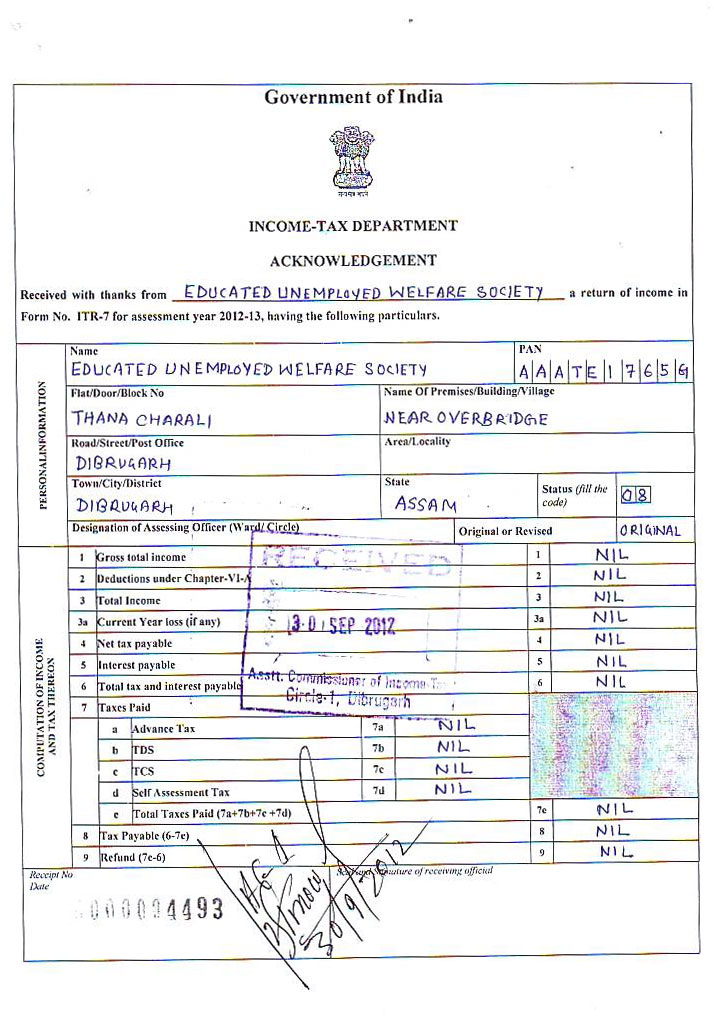 Government of India
सत्यमेव जयते
INCOME-TAX DEPARTMENT
ACKNOWLEDGEMENT
Received with thanks from EDUCATED UNEMPLOYED WELFARE SOCIETY a return of income in
Form No. ITR-7 for assessment year 2012-13, having the following particulars.
PERSONAL INFORMATION
Name
EDUCATED UNEMPLOYED WELFARE SOCIETY
PAN
AAATE1765G
Flat/Door/Block No
THANA CHARALI
Name Of Premises/Building/Village
NEAR OVERBRIDGE
Road/Street/Post Office
DIBRUGARH
Area/Locality
Town/City/District
DIBRUGARH
State
ASSAM
Status (fill the code)
08
Designation of Assessing Officer (Ward/ Circle)
Original or Revised
ORIGINAL
COMPUTATION OF INCOME AND TAX THEREON
1 Gross total income 1 NIL
2 Deductions under Chapter-VI-A 2 NIL
3 Total Income 3 NIL
3a Current Year loss (if any) 3a NIL
4 Net tax payable 4 NIL
5 Interest payable 5 NIL
6 Total tax and interest payable 6 NIL
RECEIVED
30 SEP 2012
Asstt. Commissioner of Income-Tax
Circle-1, Dibrugarh
7 Taxes Paid
a Advance Tax 7a NIL
b TDS 7b NIL
c TCS 7c NIL
d Self Assessment Tax 7d NIL
e Total Taxes Paid (7a+7b+7c +7d) 7e NIL
8 Tax Payable (6-7e) 8 NIL
9 Refund (7e-6) 9 NIL
Receipt No
Date
Seal and Signature of receiving official
4493
30/9/2012